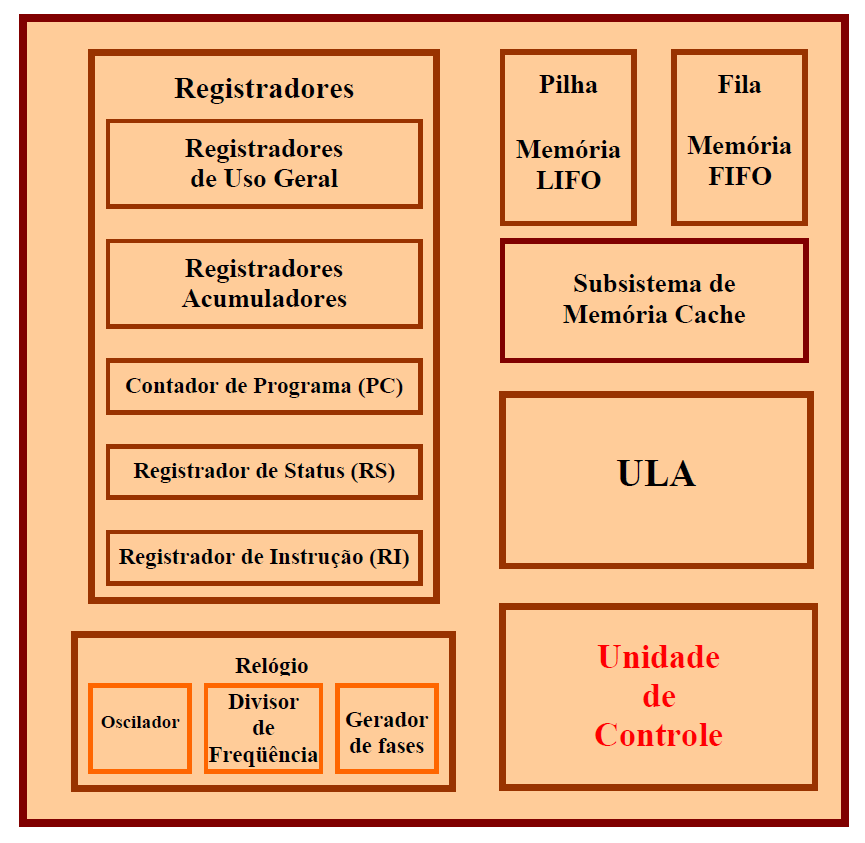 Registradores
Registradores
de Uso Geral
Registradores
Acumuladores
Contador de Programa (PC)
Registrador de Status (RS)
Registrador de Instrução (RI)
Relógio
Oscilador
Divisor
de
Freqüência
Gerador
de fases
Pilha
Memória
LIFO
Fila
Memória
FIFO
Subsistema de
Memória Cache
ULA
Unidade
de
Controle